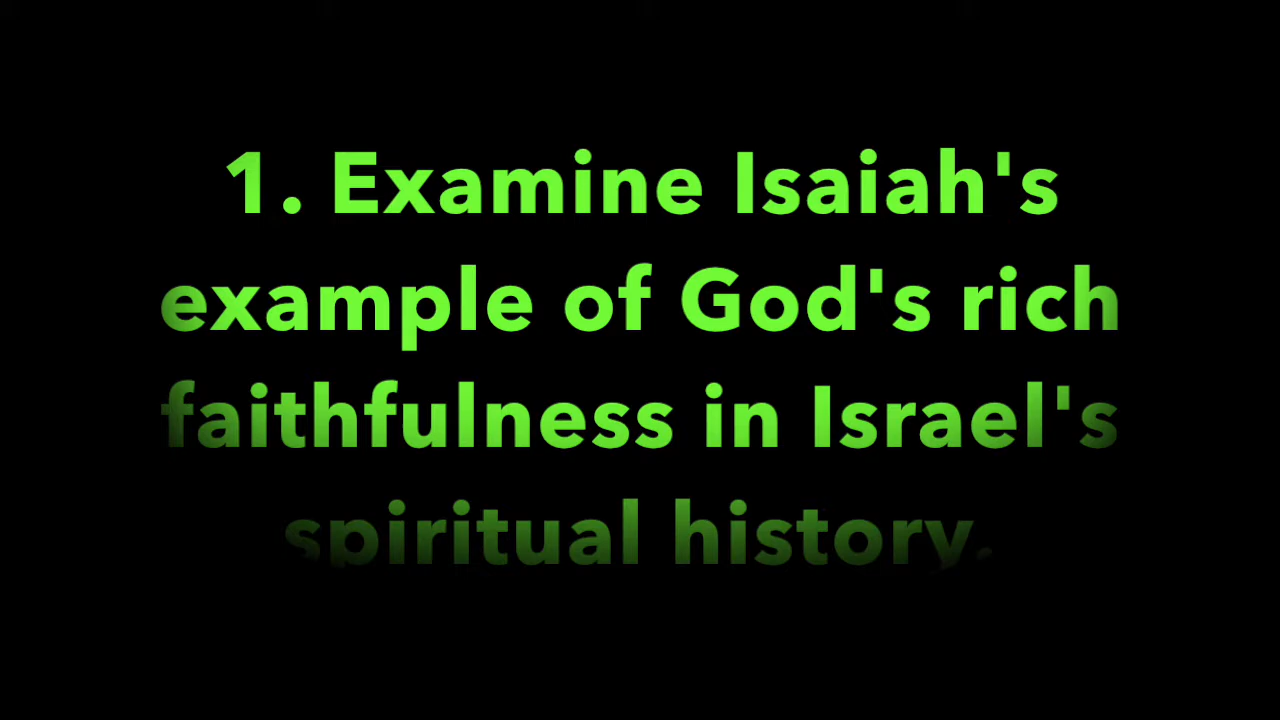 1. Examine Isaiah's
example of God's rich
faithfulness in Israel's
spiritual history.